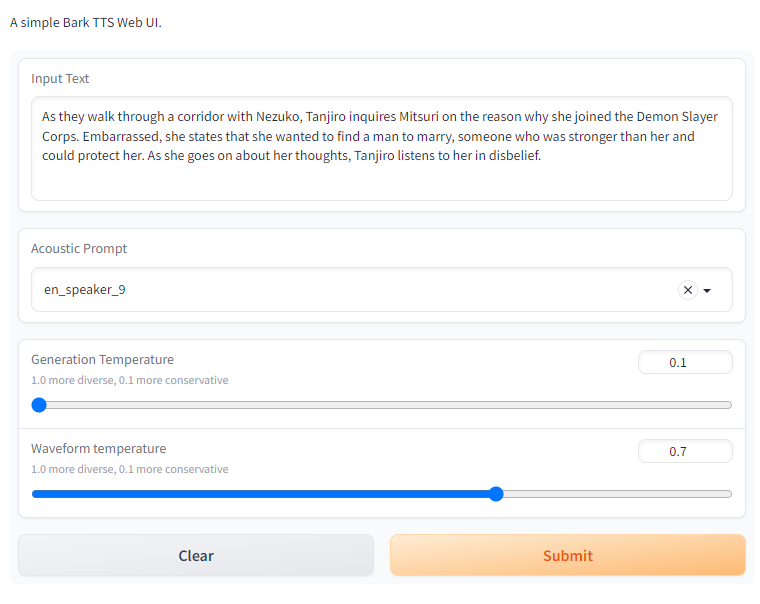 A simple Bark TTS Web UI.
Input Text
As they walk through a corridor with Nezuko, Tanjiro inquires Mitsuri on the reason why she joined the Demon Slayer
Corps. Embarrassed, she states that she wanted to find a man to marry, someone who was stronger than her and
could protect her. As she goes on about her thoughts, Tanjiro listens to her in disbelief.
Acoustic Prompt
en_speaker_9
Generation Temperature
0.1
1.0 more diverse, 0.1 more conservative
Waveform temperature
0.7
1.0 more diverse, 0.1 more conservative
Clear
Submit